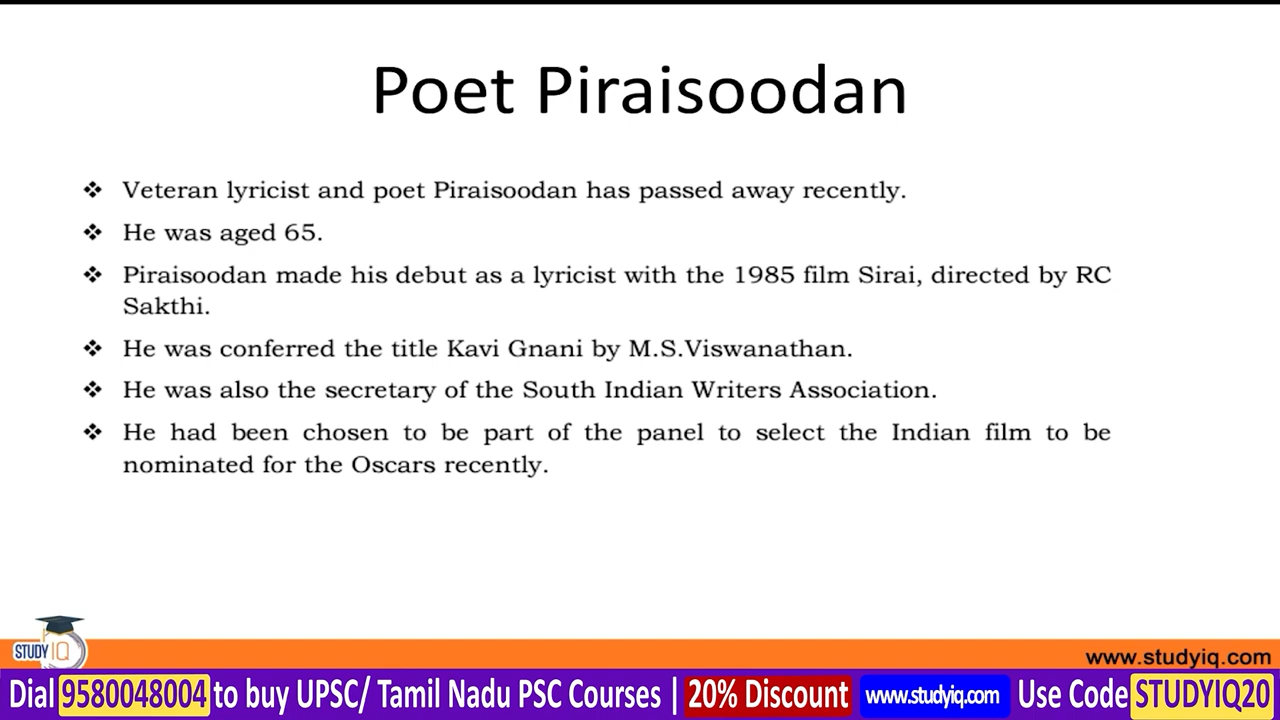 Poet Piraisoodan
❖ Veteran lyricist and poet Piraisoodan has passed away recently.
❖ He was aged 65.
❖ Piraisoodan made his debut as a lyricist with the 1985 film Sirai, directed by RC
Sakthi.
❖ He was conferred the title Kavi Gnani by M.S.Viswanathan.
❖ He was also the secretary of the South Indian Writers Association.
❖ He had been chosen to be part of the panel to select the Indian film to be
nominated for the Oscars recently.
STUDY IQ
www.studyiq.com
Dial 9580048004 to buy UPSC/ Tamil Nadu PSC Courses | 20% Discount www.studyiq.com Use Code STUDYIQ20